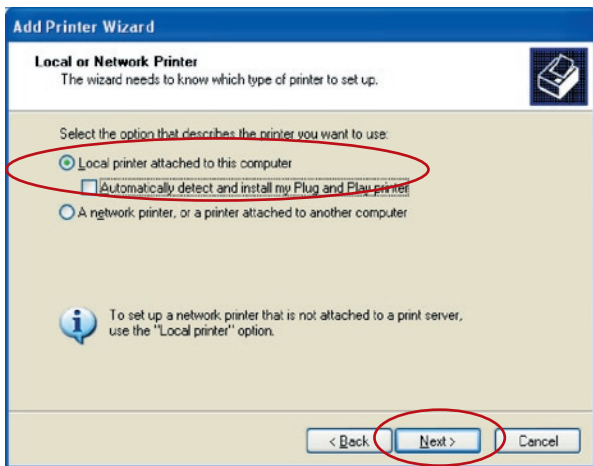 Add Printer Wizard
Local or Network Printer
The wizard needs to know which type of printer to set up.
Select the option that describes the printer you want to use:
Local printer attached to this computer
Automatically detect and install my Plug and Play printer
A network printer, or a printer attached to another computer
To set up a network printer that is not attached to a print server,
use the "Local printer" option.
< Back Next > Cancel